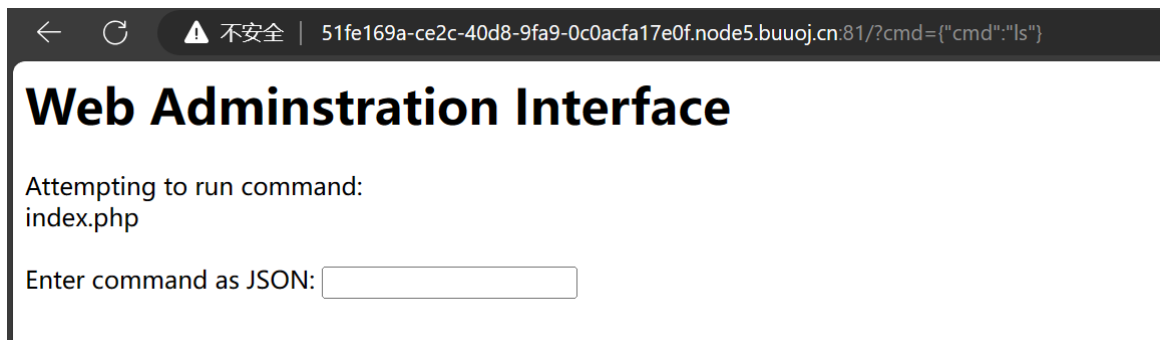 不安全 | 51fe169a-ce2c-40d8-9fa9-0c0acfa17e0f.node5.buuoj.cn:81/?cmd={"cmd":"ls"}
Web Adminstration Interface
Attempting to run command:
index.php
Enter command as JSON: